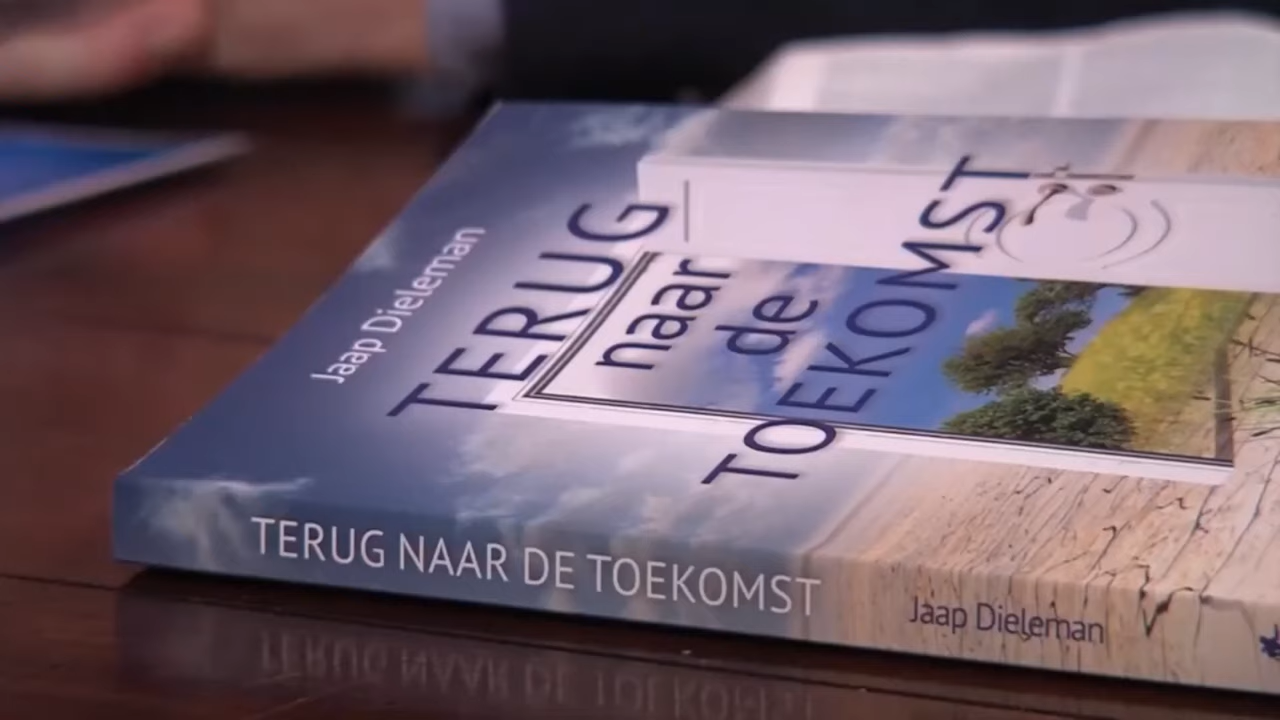 Jaap Dieleman
TERUG
naar
de
TOEKOMST
TERUG NAAR DE TOEKOMST
Jaap Dieleman